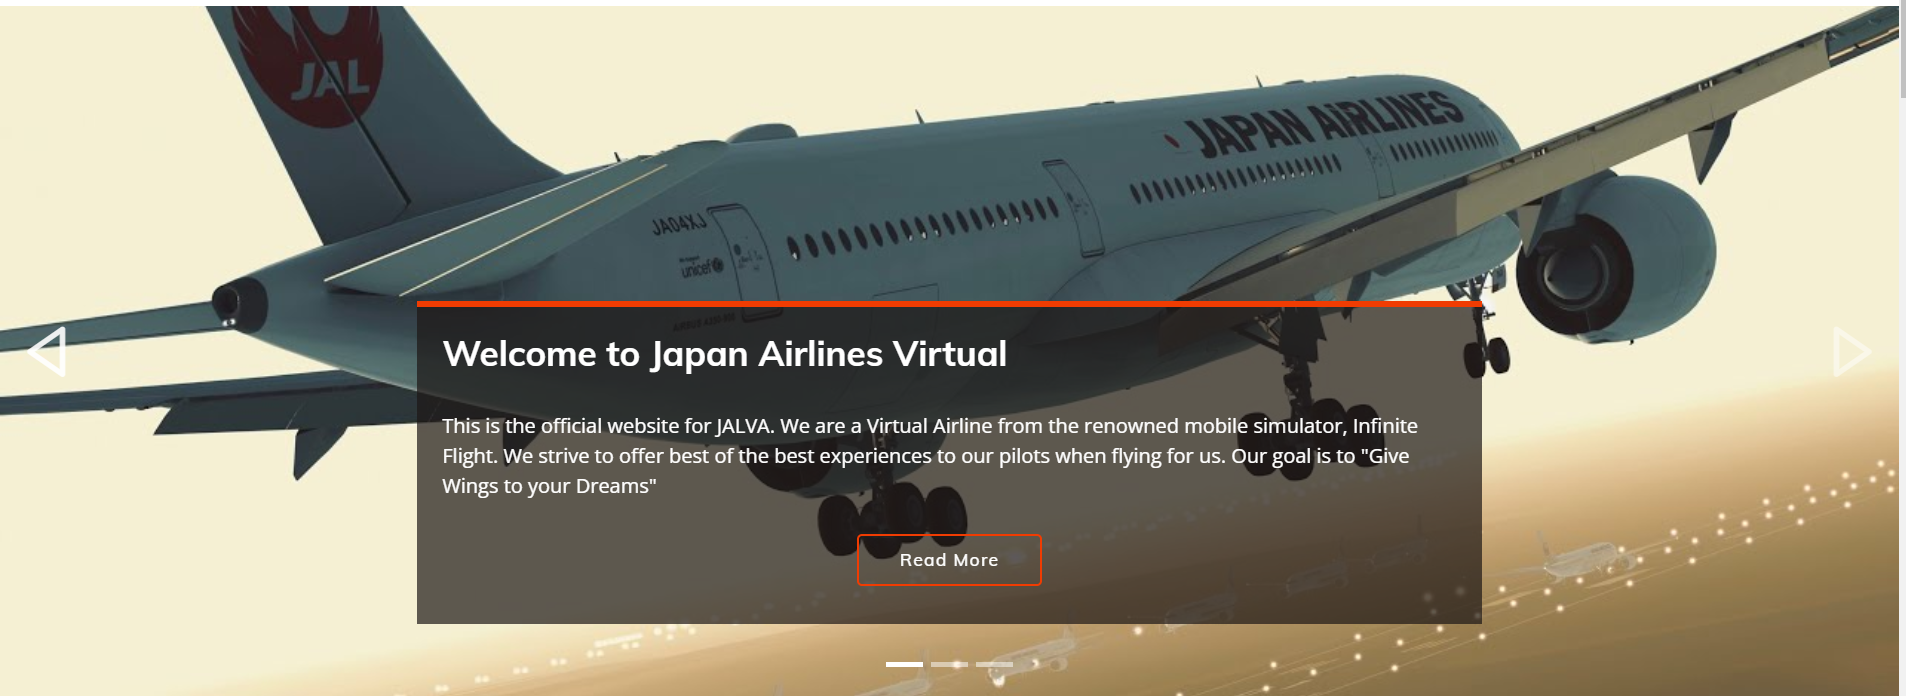 JAL
JAPAN AIRLINES
JA04XJ
unicef
Welcome to Japan Airlines Virtual
This is the official website for JALVA. We are a Virtual Airline from the renowned mobile simulator, Infinite
Flight. We strive to offer best of the best experiences to our pilots when flying for us. Our goal is to "Give
Wings to your Dreams"
Read More